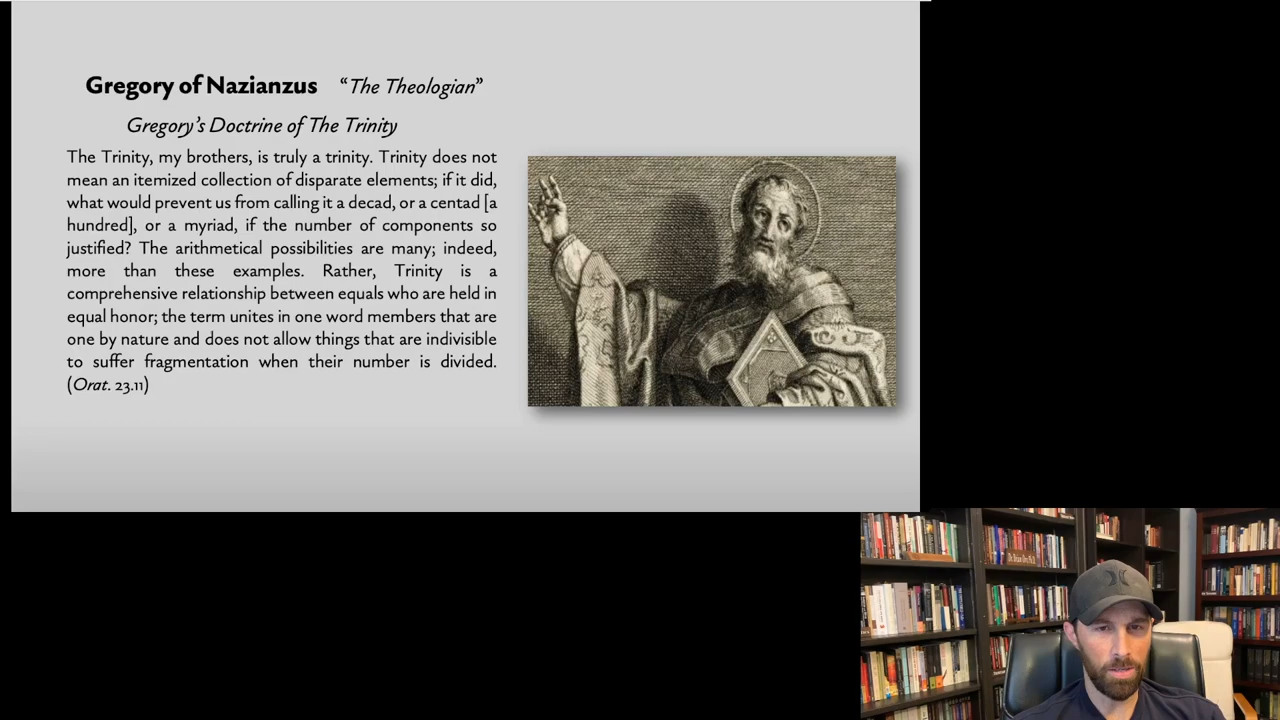 Gregory of Nazianzus “The Theologian”
Gregory’s Doctrine of The Trinity
The Trinity, my brothers, is truly a trinity. Trinity does not
mean an itemized collection of disparate elements; if it did,
what would prevent us from calling it a decad, or a centad [a
hundred], or a myriad, if the number of components so
justified? The arithmetical possibilities are many; indeed,
more than these examples. Rather, Trinity is a
comprehensive relationship between equals who are held in
equal honor; the term unites in one word members that are
one by nature and does not allow things that are indivisible
to suffer fragmentation when their number is divided.
(Orat. 23.11)